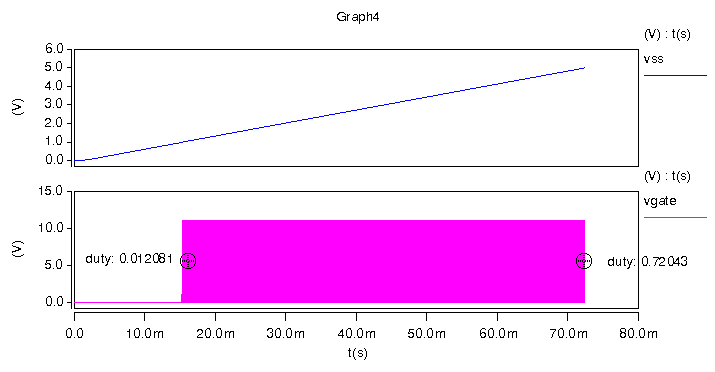 Graph4
(V) : t(s)
vss
6.0
5.0
4.0
3.0
2.0
1.0
0.0
(V)
(V) : t(s)
vgate
15.0
10.0
5.0
0.0
(V)
duty: 0.012081
duty: 0.72043
0.0 10.0m 20.0m 30.0m 40.0m 50.0m 60.0m 70.0m 80.0m
t(s)